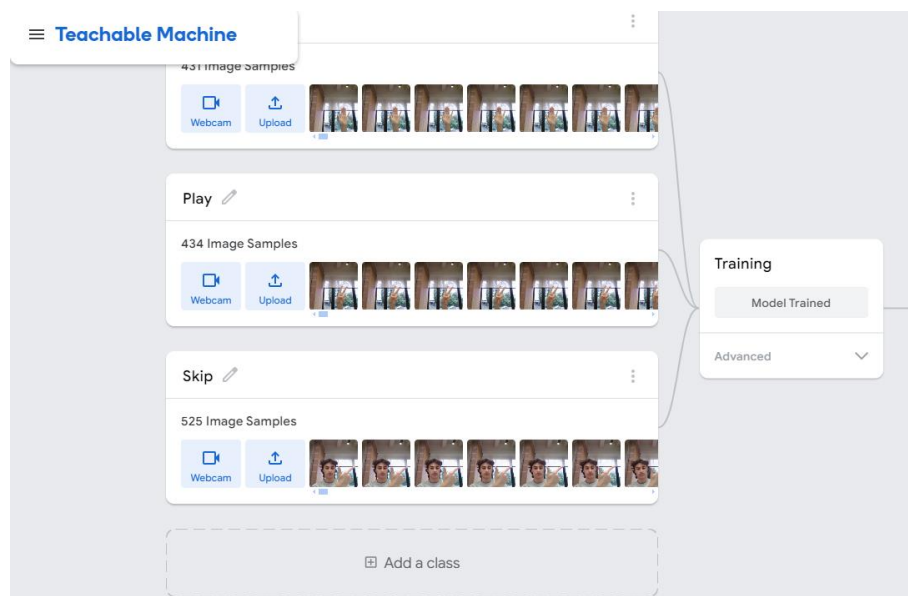 Teachable Machine
431 Image Samples
Webcam
Upload
Play
434 Image Samples
Webcam
Upload
Skip
525 Image Samples
Webcam
Upload
Add a class
Training
Model Trained
Advanced